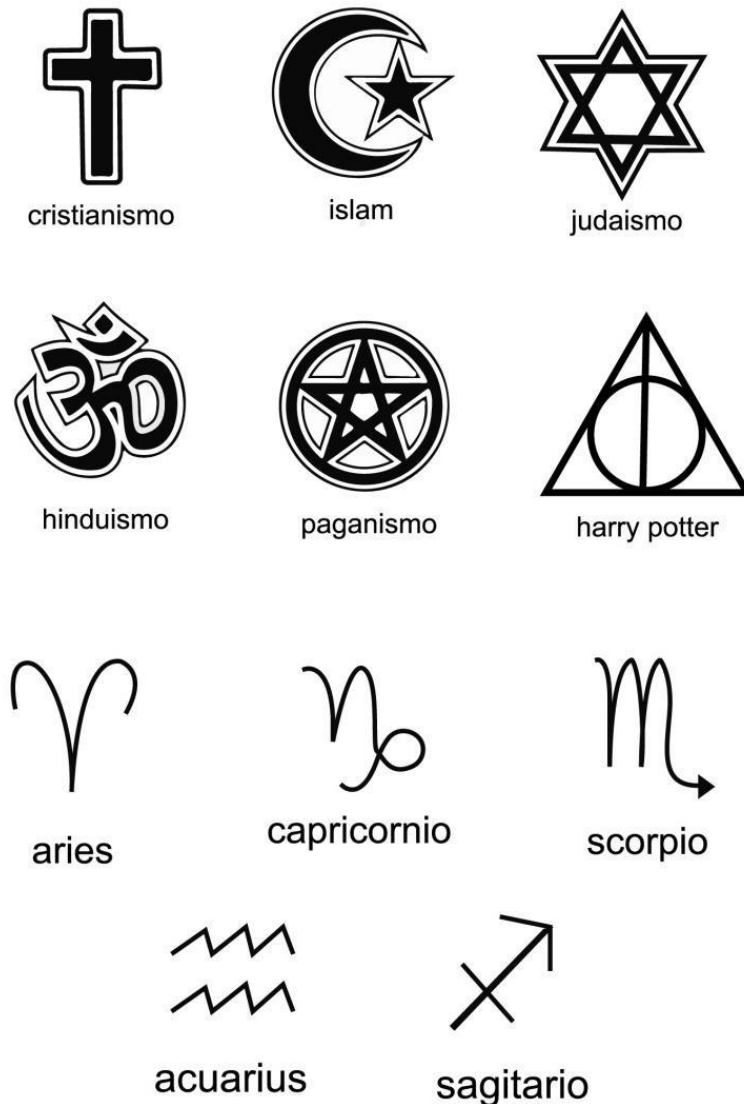 cristianismo
islam
judaismo
hinduismo
paganismo
harry potter
aries
capricornio
scorpio
acuarius
sagitario